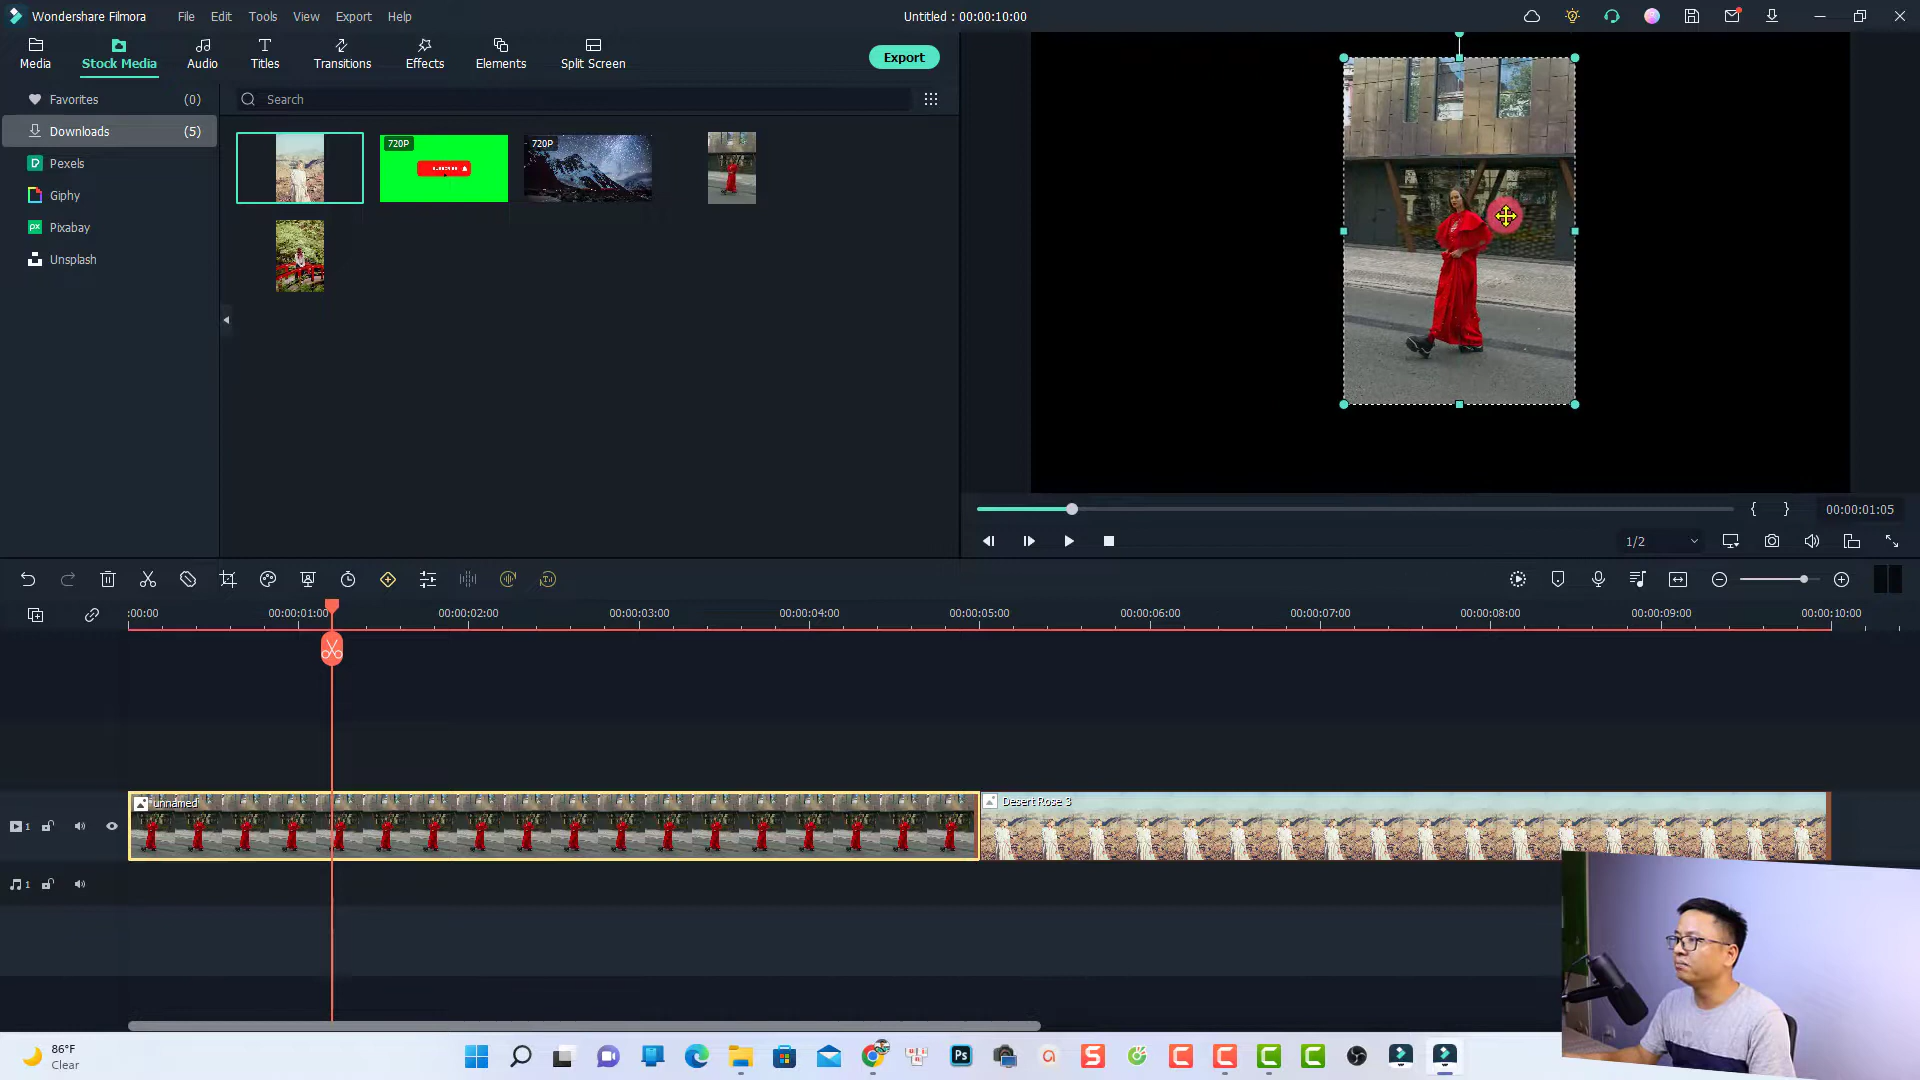 Wondershare Filmora File Edit Tools View Export Help Untitled : 00:00:10:00
Media Stock Media Audio Titles Transitions Effects Elements Split Screen Export
Favorites (0)
Search
Downloads (5)
Pexels
Giphy
Pixabay
Unsplash
720P
720P
00:00:01:05
1/2
:00:00 00:00:01:00 00:00:02:00 00:00:03:00 00:00:04:00 00:00:05:00 00:00:06:00 00:00:07:00 00:00:08:00 00:00:09:00 00:00:10:00
unnamed Desert Rose 3
1
1
86°F
Clear
Ps